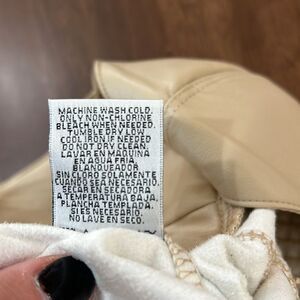 MACHINE WASH COLD.
ONLY NON-CHLORINE
BLEACH WHEN NEEDED.
TUMBLE DRY LOW
COOL IRON IF NEEDED
DO NOT DRY CLEAN.
LAVAR EN MAQUINA
EN AGUA FRIA,
BLANQUEADOR
SIN CLORO SOLAMENTE
CUANDO SEA NECESARIO.
SECAR EN SECADORA
A TEMPERATURA BAJA,
PLANCHA TEMPLADA,
SI ES NECESARIO.
NO LAVE EN SECO.